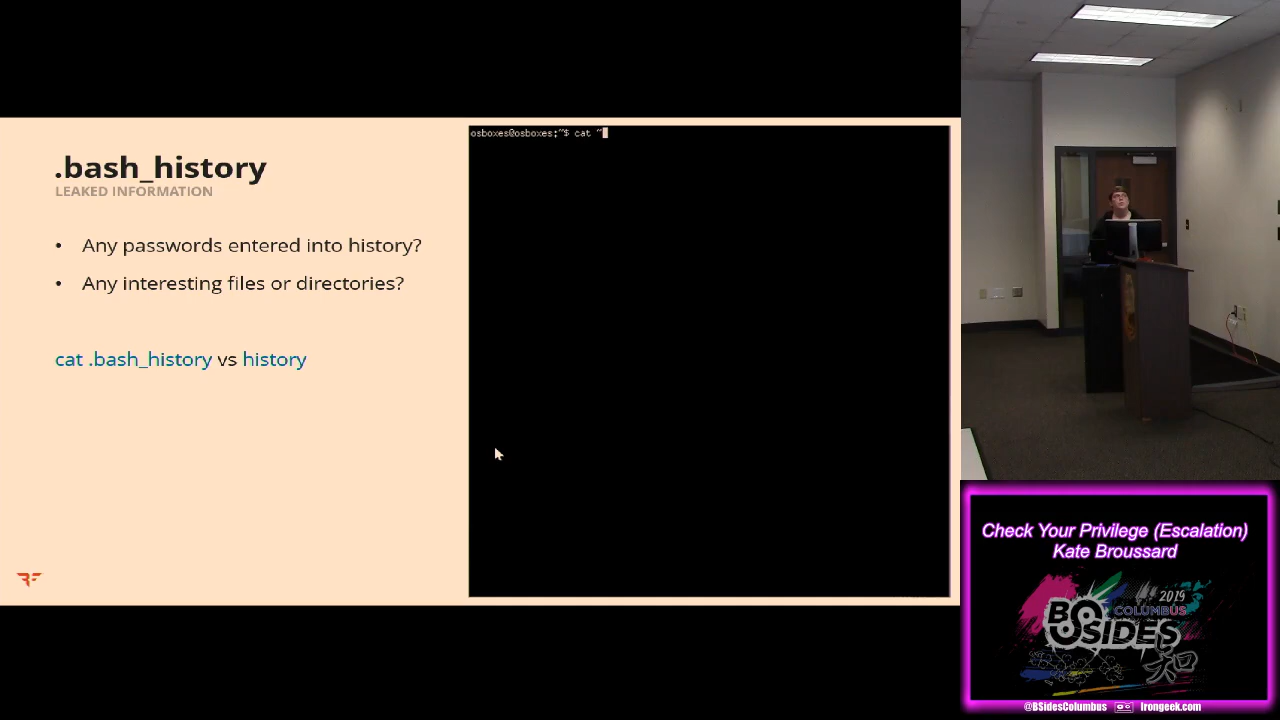 .bash_history
LEAKED INFORMATION
• Any passwords entered into history?
• Any interesting files or directories?
cat .bash_history vs history
osboxes@osboxes:~$ cat ~
Check Your Privilege (Escalation)
Kate Broussard
2019
COLUMBUS
BSIDES
@BSidesColumbus irongeek.com